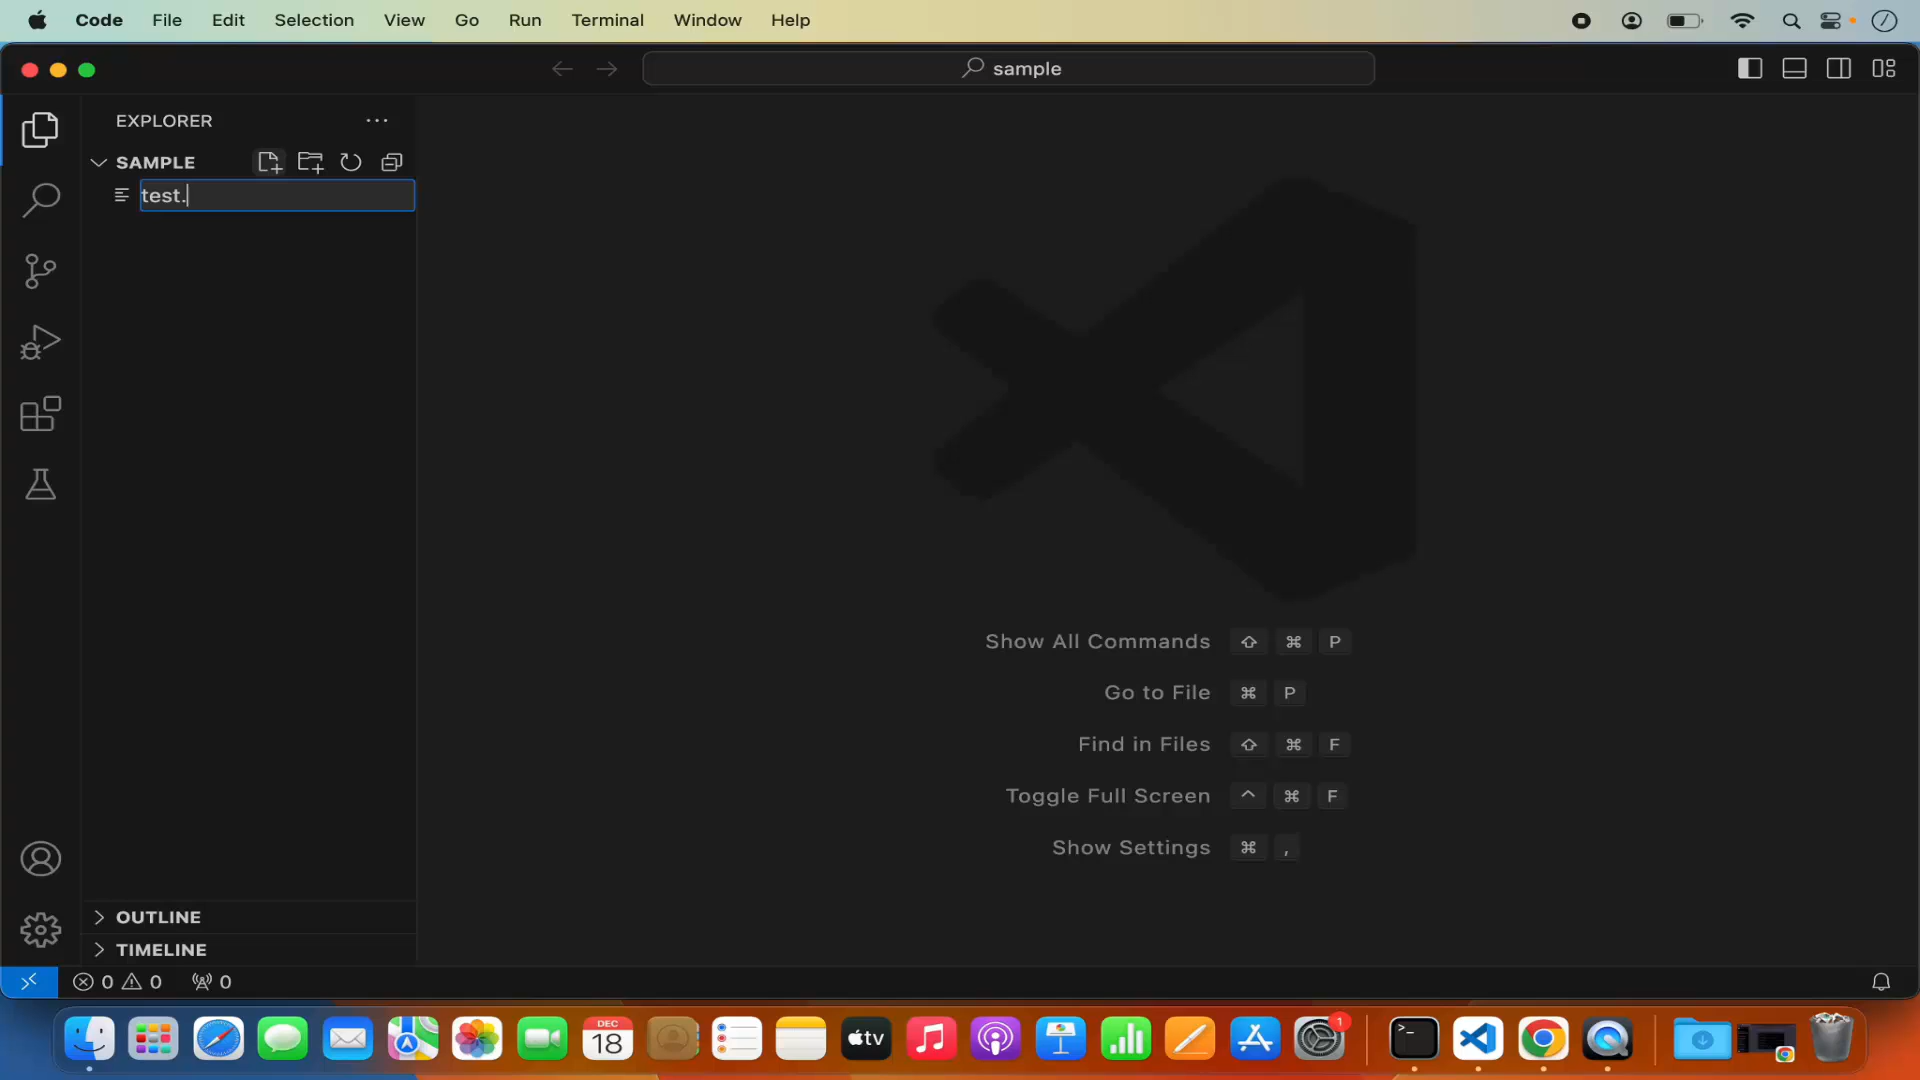 Code File Edit Selection View Go Run Terminal Window Help
sample
EXPLORER
SAMPLE
test.
Show All Commands ⇧ ⌘ P
Go to File ⌘ P
Find in Files ⇧ ⌘ F
Toggle Full Screen ^ ⌘ F
Show Settings ⌘ ,
OUTLINE
TIMELINE
0 0 0
DEC
18
tv
1
>_